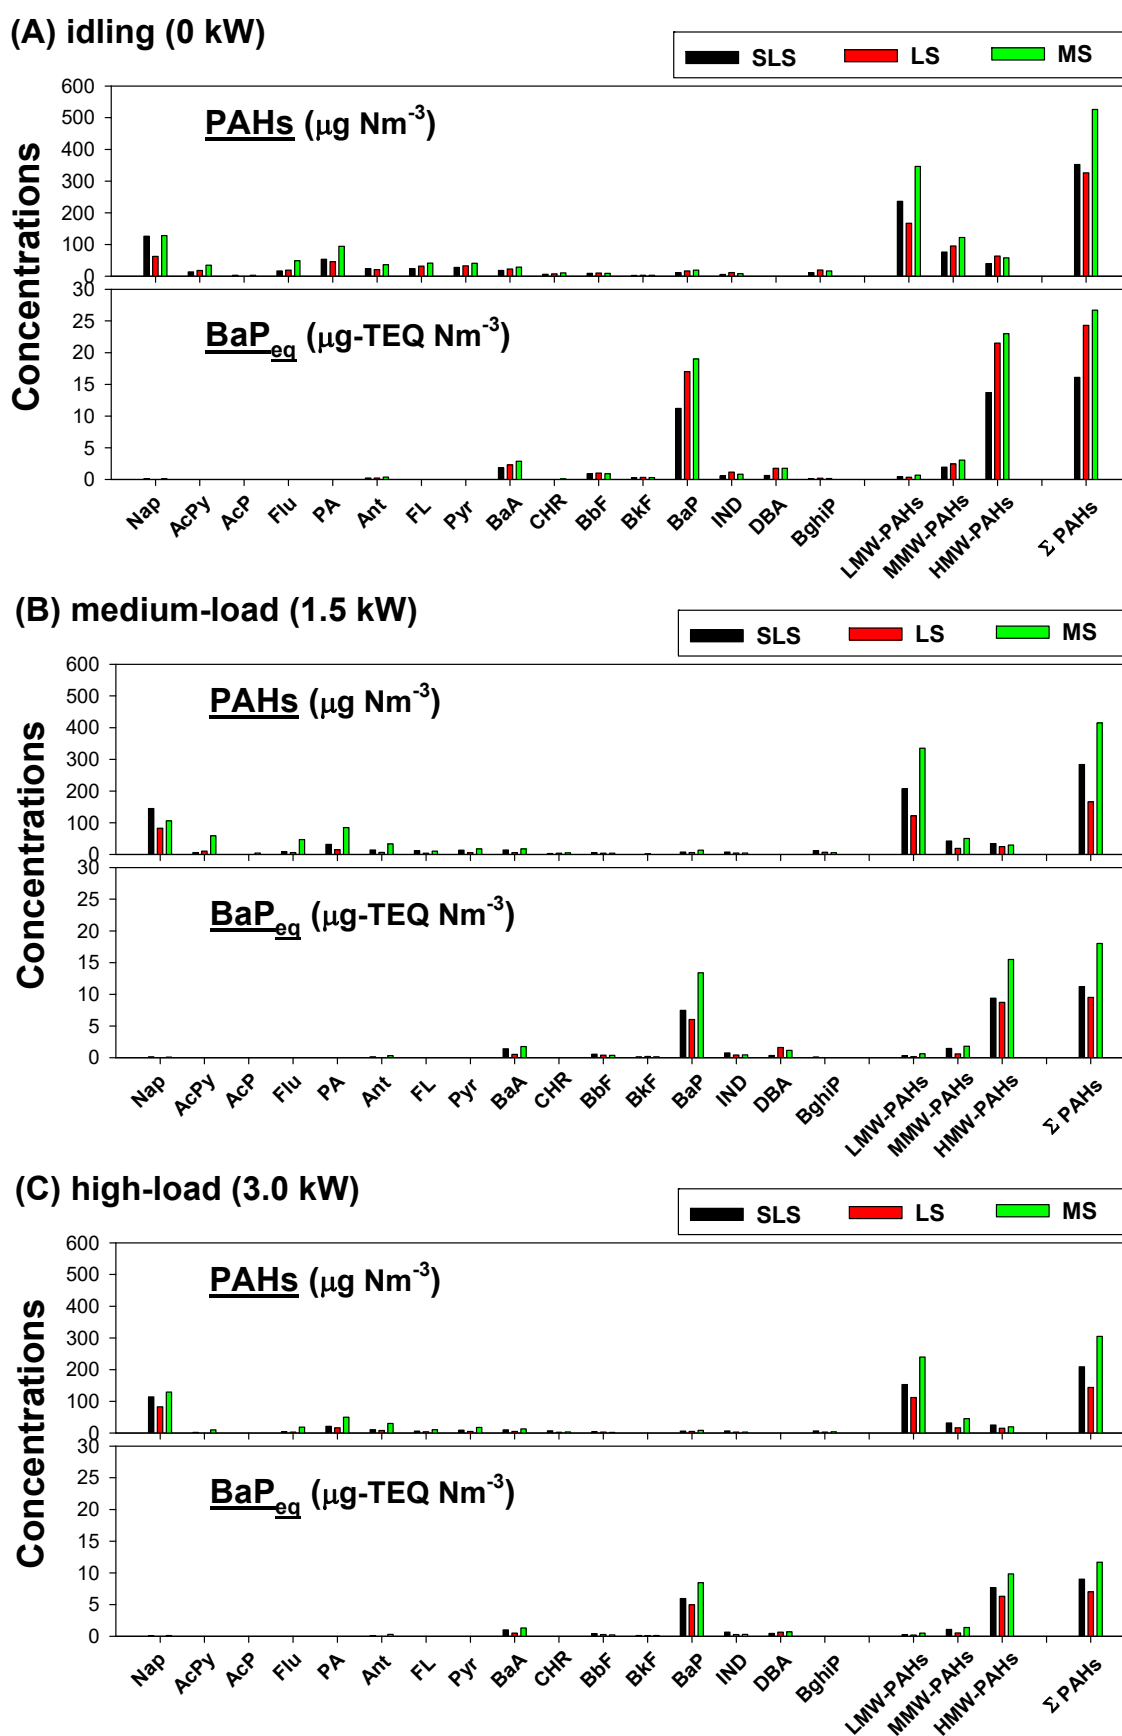 (A) idling (0 kW)
SLS LS MS
600
500
400
300
200
100
0
PAHs (μg Nm-3)
Concentrations
30
25
20
15
10
5
0
BaPeq (μg-TEQ Nm-3)
Nap AcPy AcP Flu PA Ant FL Pyr BaA CHR BbF BkF BaP IND DBA BghiP LMW-PAHs MMW-PAHs HMW-PAHs Σ PAHs
(B) medium-load (1.5 kW)
SLS LS MS
600
500
400
300
200
100
0
PAHs (μg Nm-3)
Concentrations
30
25
20
15
10
5
0
BaPeq (μg-TEQ Nm-3)
Nap AcPy AcP Flu PA Ant FL Pyr BaA CHR BbF BkF BaP IND DBA BghiP LMW-PAHs MMW-PAHs HMW-PAHs Σ PAHs
(C) high-load (3.0 kW)
SLS LS MS
600
500
400
300
200
100
0
PAHs (μg Nm-3)
Concentrations
30
25
20
15
10
5
0
BaPeq (μg-TEQ Nm-3)
Nap AcPy AcP Flu PA Ant FL Pyr BaA CHR BbF BkF BaP IND DBA BghiP LMW-PAHs MMW-PAHs HMW-PAHs Σ PAHs